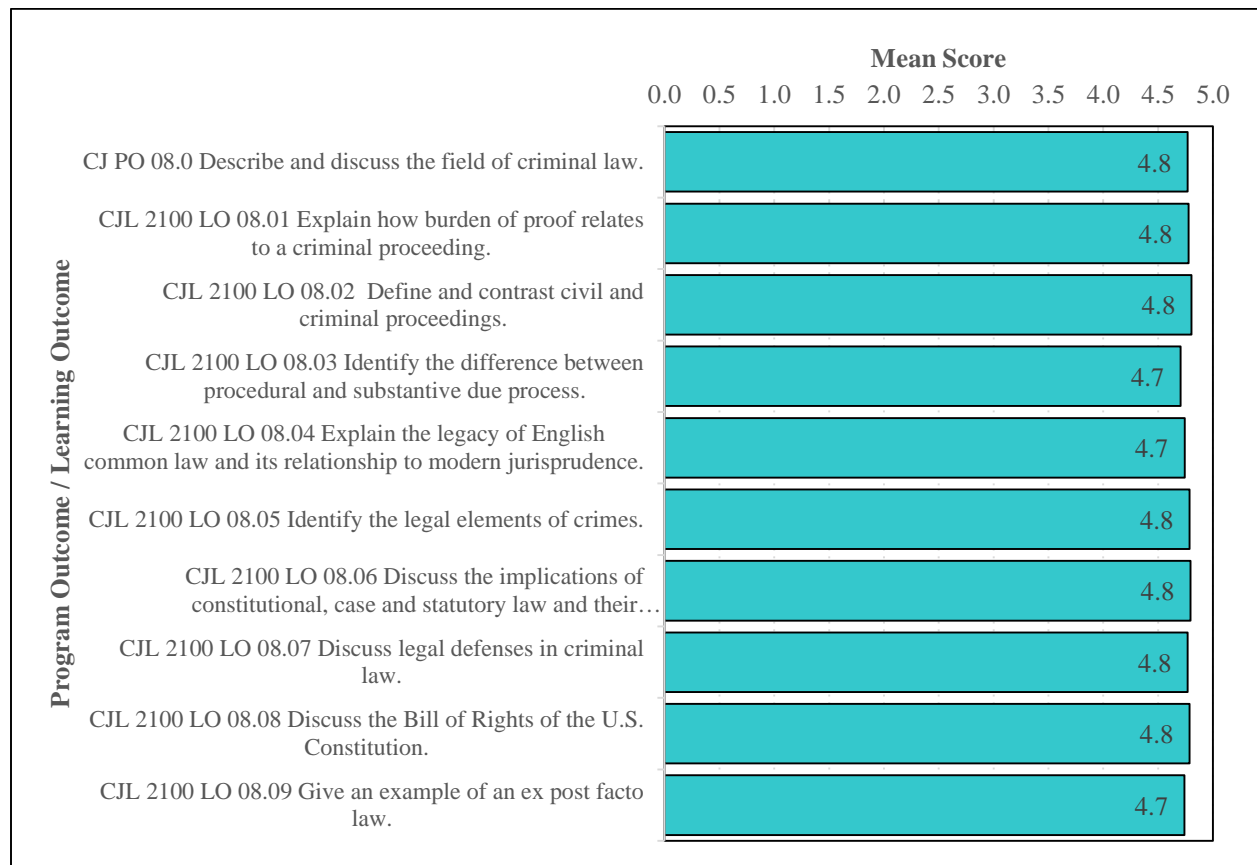 Mean Score
0.0 0.5 1.0 1.5 2.0 2.5 3.0 3.5 4.0 4.5 5.0
Program Outcome / Learning Outcome
CJ PO 08.0 Describe and discuss the field of criminal law.
4.8
CJL 2100 LO 08.01 Explain how burden of proof relates
to a criminal proceeding.
4.8
CJL 2100 LO 08.02  Define and contrast civil and
criminal proceedings.
4.8
CJL 2100 LO 08.03 Identify the difference between
procedural and substantive due process.
4.7
CJL 2100 LO 08.04 Explain the legacy of English
common law and its relationship to modern jurisprudence.
4.7
CJL 2100 LO 08.05 Identify the legal elements of crimes.
4.8
CJL 2100 LO 08.06 Discuss the implications of
constitutional, case and statutory law and their…
4.8
CJL 2100 LO 08.07 Discuss legal defenses in criminal
law.
4.8
CJL 2100 LO 08.08 Discuss the Bill of Rights of the U.S.
Constitution.
4.8
CJL 2100 LO 08.09 Give an example of an ex post facto
law.
4.7